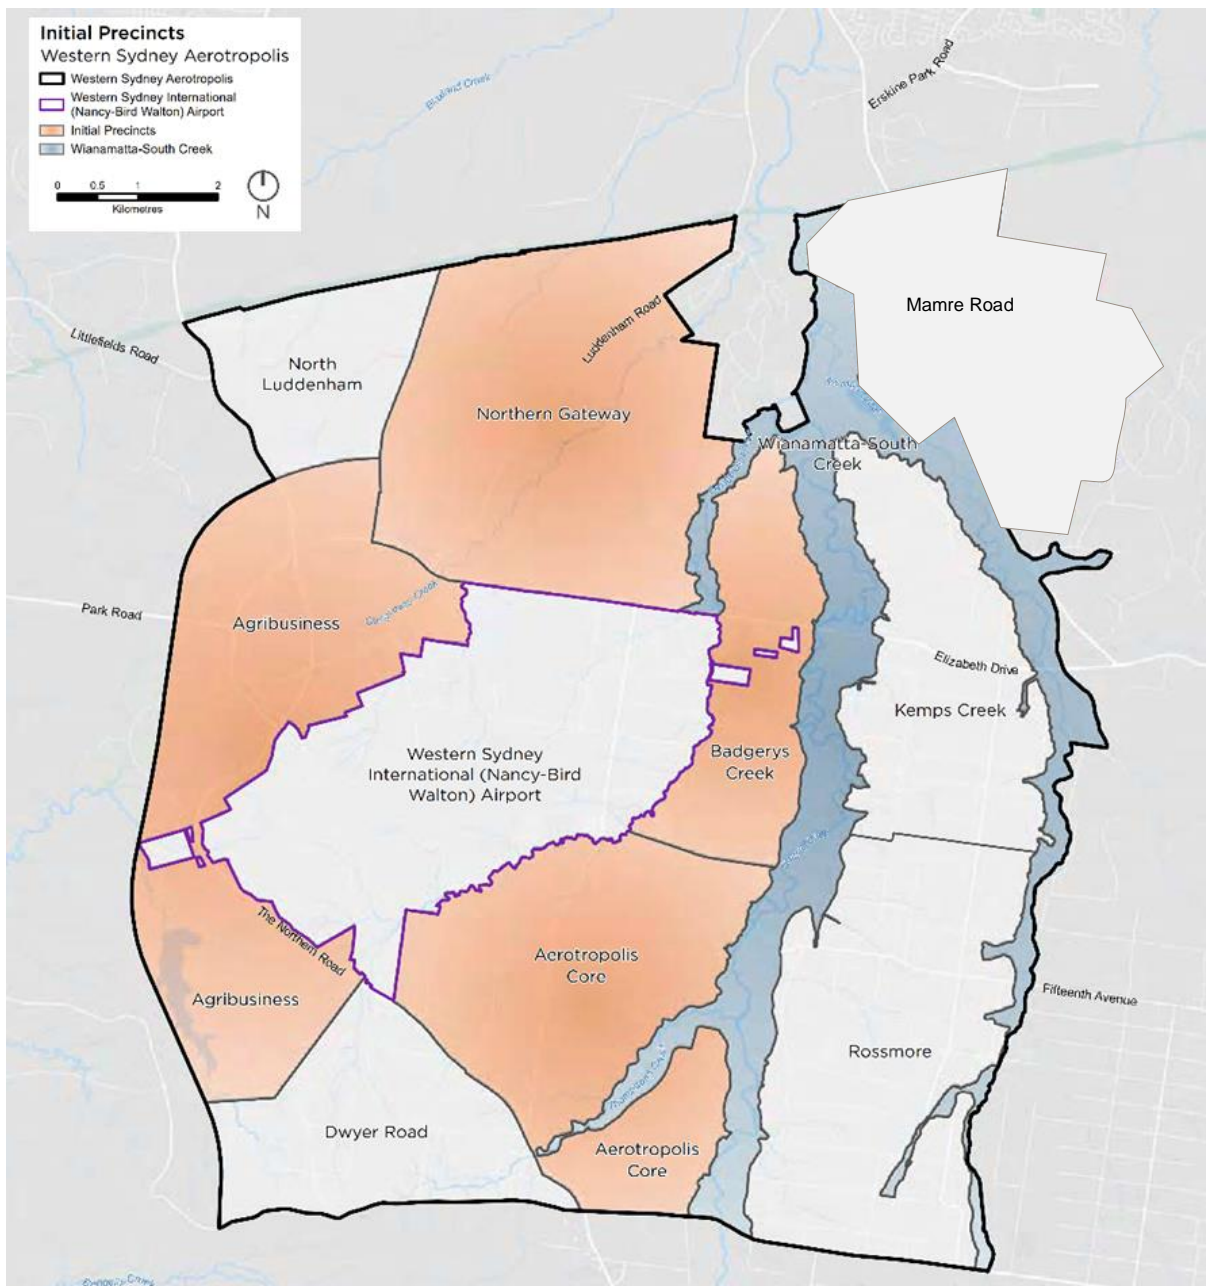 Initial Precincts
Western Sydney Aerotropolis
Western Sydney Aerotropolis
Western Sydney International
(Nancy-Bird Walton) Airport
Initial Precincts
Wianamatta-South Creek
0 0.5 1 2
Kilometres
N
Erskine Park Road
Mamre Road
Littlefields Road
Luddenham Road
North
Luddenham
Northern Gateway
Wianamatta-South
Creek
Park Road
Agribusiness
Elizabeth Drive
Kemps Creek
Western Sydney
International (Nancy-Bird
Walton) Airport
Badgerys
Creek
The Northern Road
Aerotropolis
Core
Agribusiness
Fifteenth Avenue
Rossmore
Dwyer Road
Aerotropolis
Core